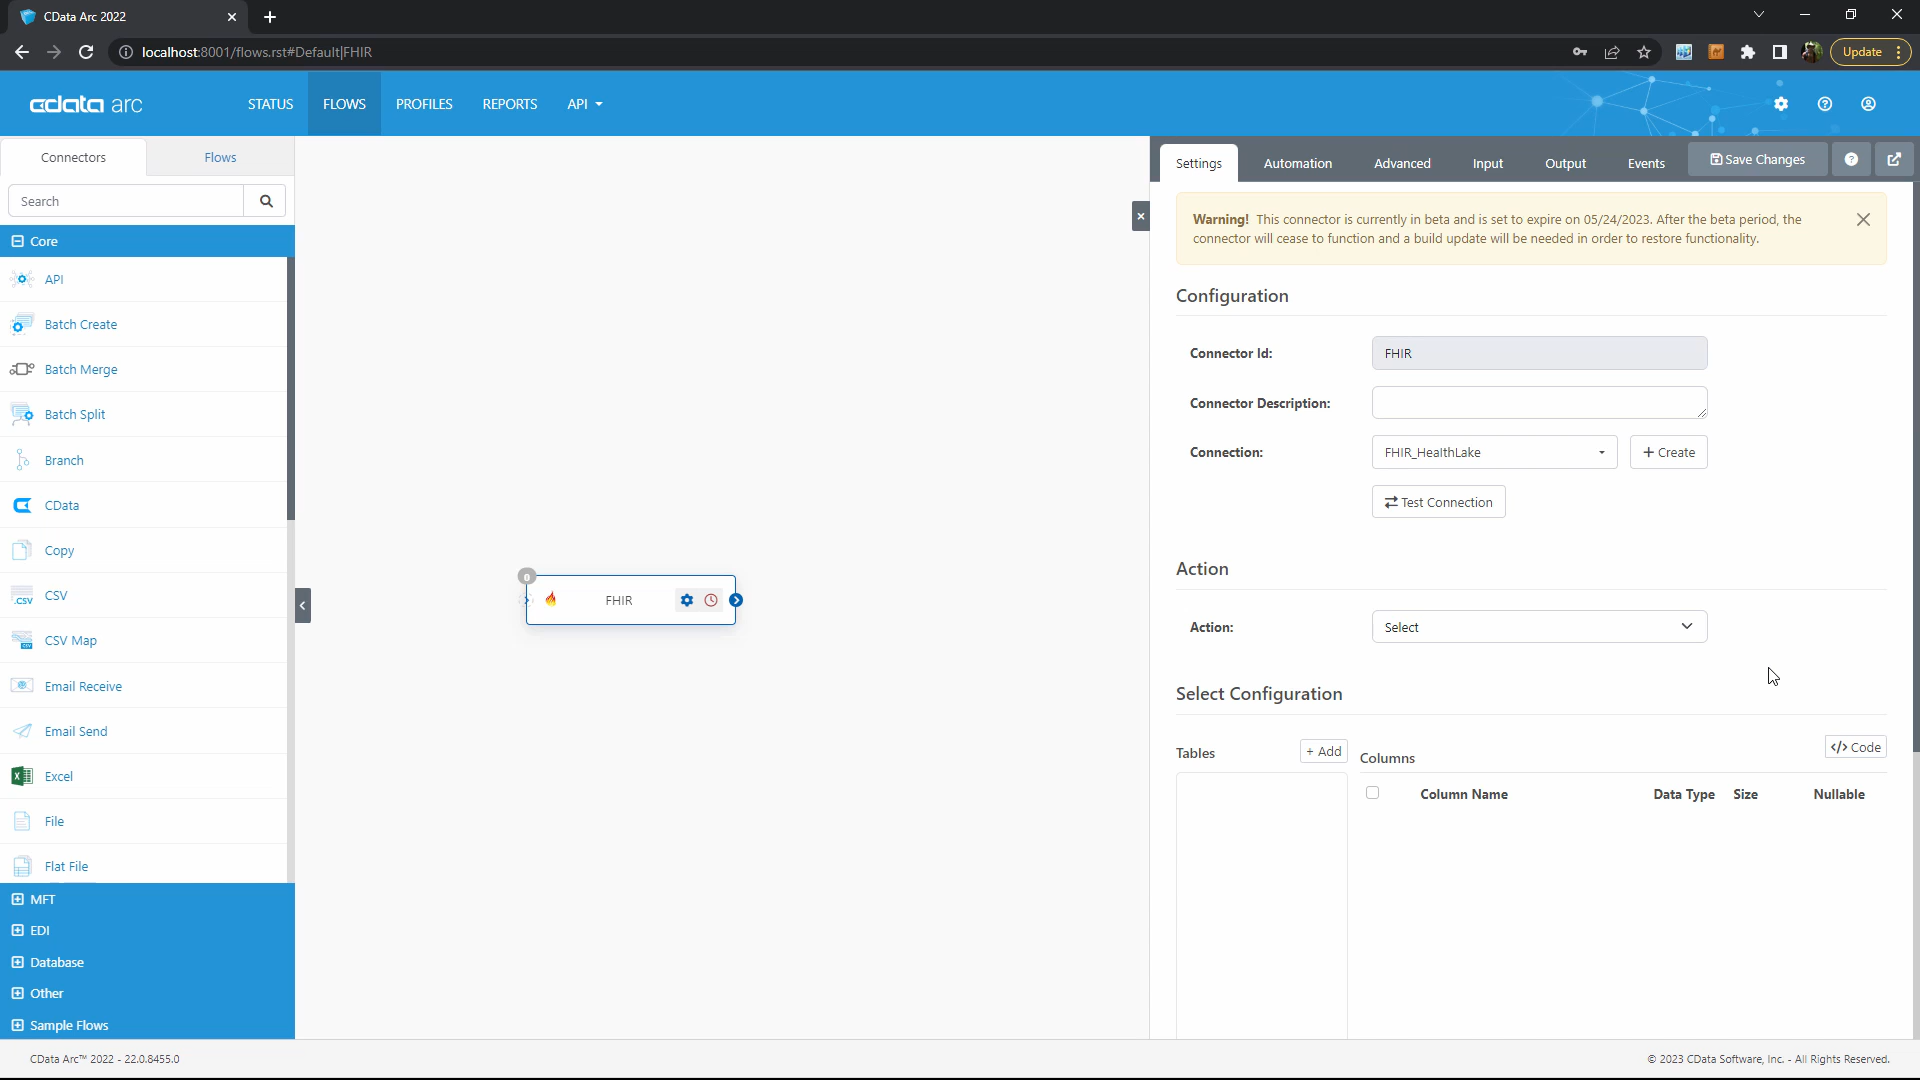 CData Arc 2022
localhost:8001/flows.rst#Default|FHIR
Update
cdata arc
STATUS
FLOWS
PROFILES
REPORTS
API
Connectors
Flows
Search
Core
API
Batch Create
Batch Merge
Batch Split
Branch
CData
Copy
.CSV CSV
CSV Map
Email Receive
Email Send
Excel
File
Flat File
MFT
EDI
Database
Other
Sample Flows
0
FHIR
Settings
Automation
Advanced
Input
Output
Events
Save Changes
Warning! This connector is currently in beta and is set to expire on 05/24/2023. After the beta period, the
connector will cease to function and a build update will be needed in order to restore functionality.
Configuration
Connector Id:
FHIR
Connector Description:
Connection:
FHIR_HealthLake
+ Create
Test Connection
Action
Action:
Select
Select Configuration
Tables
+ Add
Columns
</> Code
Column Name
Data Type
Size
Nullable
CData Arc™ 2022 - 22.0.8455.0
© 2023 CData Software, Inc. - All Rights Reserved.